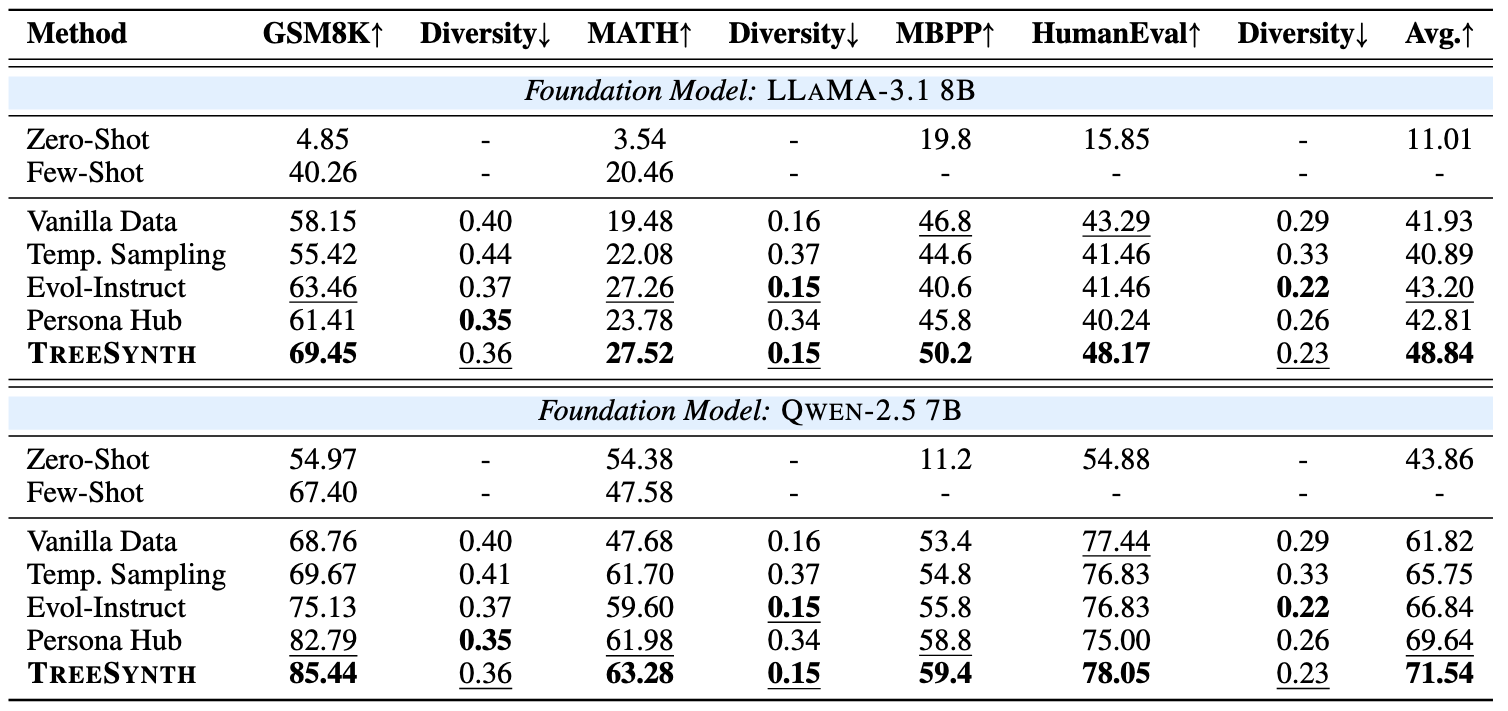 Method GSM8K↑ Diversity↓ MATH↑ Diversity↓ MBPP↑ HumanEval↑ Diversity↓ Avg.↑
Foundation Model: LLAMA-3.1 8B
Zero-Shot 4.85 - 3.54 - 19.8 15.85 - 11.01
Few-Shot 40.26 - 20.46 - - - - -
Vanilla Data 58.15 0.40 19.48 0.16 46.8 43.29 0.29 41.93
Temp. Sampling 55.42 0.44 22.08 0.37 44.6 41.46 0.33 40.89
Evol-Instruct 63.46 0.37 27.26 0.15 40.6 41.46 0.22 43.20
Persona Hub 61.41 0.35 23.78 0.34 45.8 40.24 0.26 42.81
TREESYNTH 69.45 0.36 27.52 0.15 50.2 48.17 0.23 48.84
Foundation Model: QWEN-2.5 7B
Zero-Shot 54.97 - 54.38 - 11.2 54.88 - 43.86
Few-Shot 67.40 - 47.58 - - - - -
Vanilla Data 68.76 0.40 47.68 0.16 53.4 77.44 0.29 61.82
Temp. Sampling 69.67 0.41 61.70 0.37 54.8 76.83 0.33 65.75
Evol-Instruct 75.13 0.37 59.60 0.15 55.8 76.83 0.22 66.84
Persona Hub 82.79 0.35 61.98 0.34 58.8 75.00 0.26 69.64
TREESYNTH 85.44 0.36 63.28 0.15 59.4 78.05 0.23 71.54